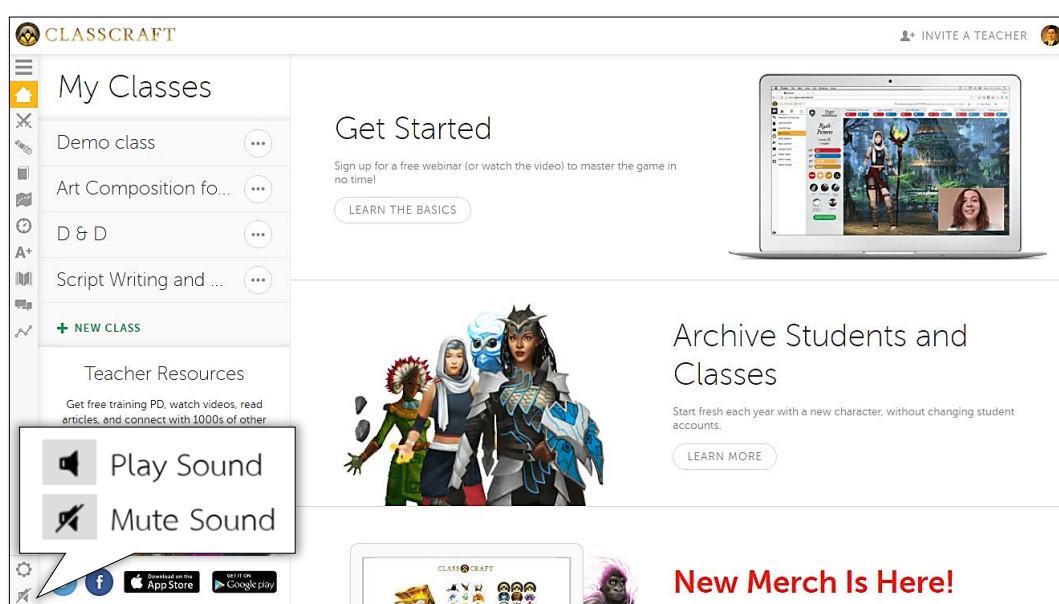 CLASSCRAFT
INVITE A TEACHER
My Classes
Demo class
Art Composition fo...
D & D
Script Writing and ...
+ NEW CLASS
Teacher Resources
Get free training PD, watch videos, read
articles, and connect with 1000s of other
Play Sound
Mute Sound
Download on the
App Store
GET IT ON
Google play
A+
Get Started
Sign up for a free webinar (or watch the video) to master the game in
no time!
LEARN THE BASICS
Archive Students and
Classes
Start fresh each year with a new character, without changing student
accounts.
LEARN MORE
CLASSCRAFT
New Merch Is Here!